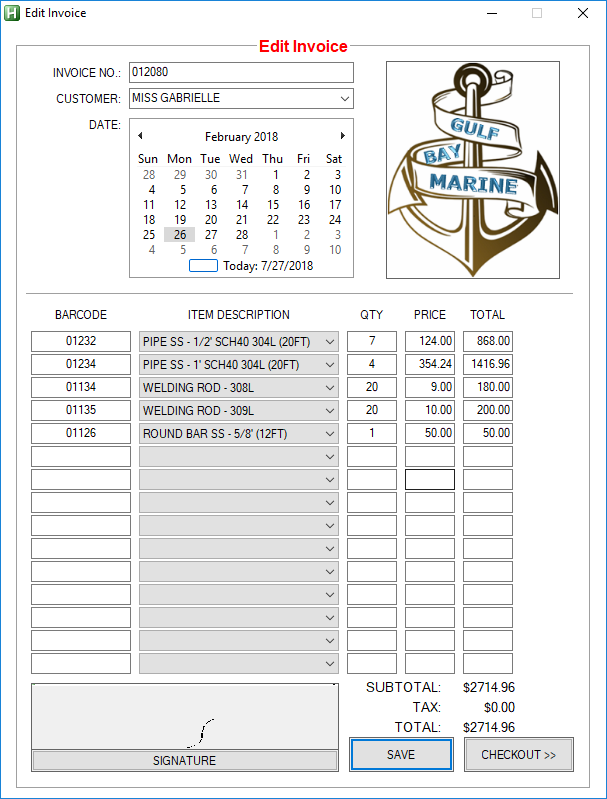 Edit Invoice
Edit Invoice
INVOICE NO.: 012080
CUSTOMER: MISS GABRIELLE
DATE:
February 2018
Sun Mon Tue Wed Thu Fri Sat
28 29 30 31 1 2 3
4 5 6 7 8 9 10
11 12 13 14 15 16 17
18 19 20 21 22 23 24
25 26 27 28 1 2 3
4 5 6 7 8 9 10
Today: 7/27/2018
GULF
BAY
MARINE
BARCODE ITEM DESCRIPTION QTY PRICE TOTAL
01232 PIPE SS - 1/2' SCH40 304L (20FT) 7 124.00 868.00
01234 PIPE SS - 1' SCH40 304L (20FT) 4 354.24 1416.96
01134 WELDING ROD - 308L 20 9.00 180.00
01135 WELDING ROD - 309L 20 10.00 200.00
01126 ROUND BAR SS - 5/8' (12FT) 1 50.00 50.00
SUBTOTAL: $2714.96
TAX: $0.00
TOTAL: $2714.96
SIGNATURE
SAVE
CHECKOUT >>